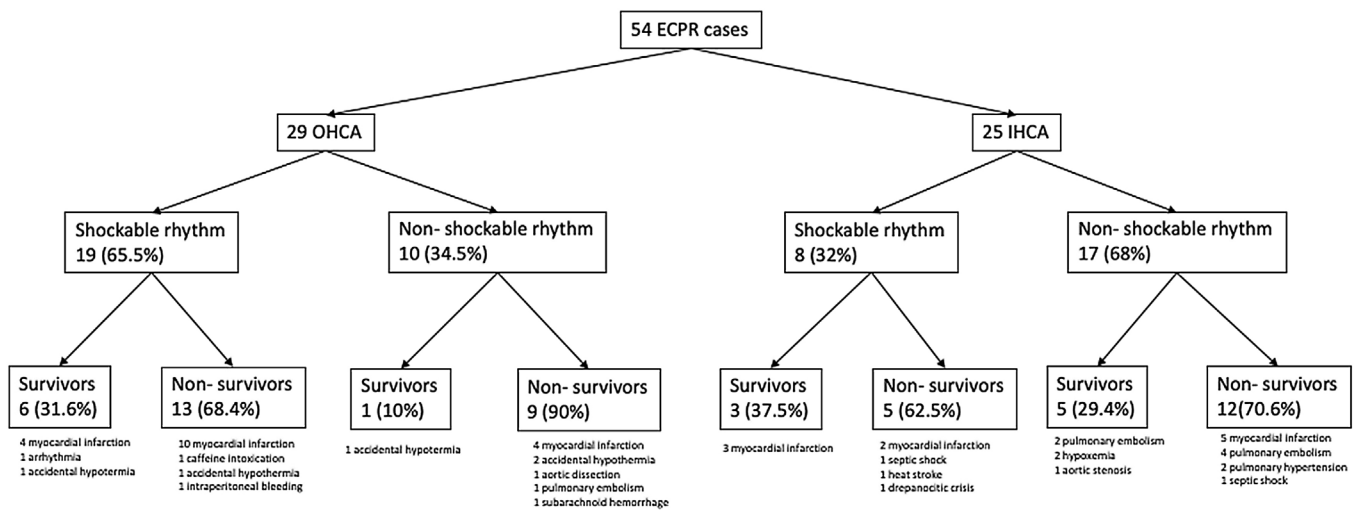 54 ECPR cases
29 OHCA
25 IHCA
Shockable rhythm
19 (65.5%)
Non- shockable rhythm
10 (34.5%)
Shockable rhythm
8 (32%)
Non- shockable rhythm
17 (68%)
Survivors
6 (31.6%)
4 myocardial infarction
1 arrhythmia
1 accidental hypotermia
Non- survivors
13 (68.4%)
10 myocardial infarction
1 caffeine intoxication
1 accidental hypothermia
1 intraperitoneal bleeding
Survivors
1 (10%)
1 accidental hypotermia
Non- survivors
9 (90%)
4 myocardial infarction
2 accidental hypothermia
1 aortic dissection
1 pulmonary embolism
1 subarachnoid hemorrhage
Survivors
3 (37.5%)
3 myocardial infarction
Non- survivors
5 (62.5%)
2 myocardial infarction
1 septic shock
1 heat stroke
1 drepanocitic crisis
Survivors
5 (29.4%)
2 pulmonary embolism
2 hypoxemia
1 aortic stenosis
Non- survivors
12(70.6%)
5 myocardial infarction
4 pulmonary embolism
2 pulmonary hypertension
1 septic shock